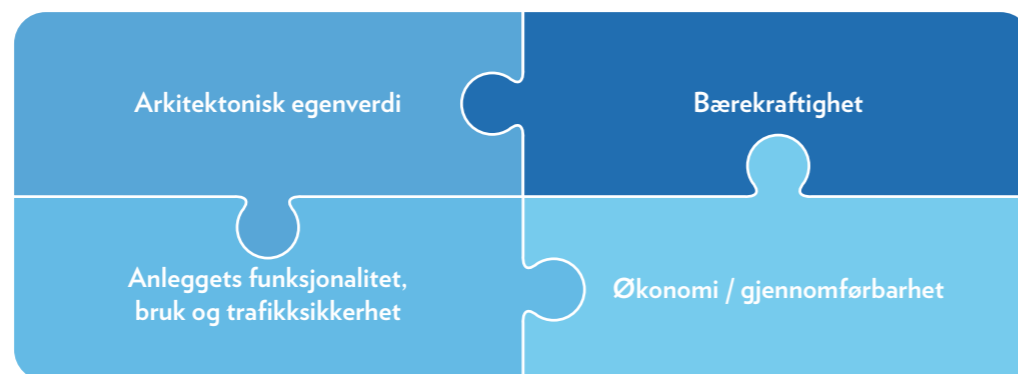 Arkitektonisk egenverdi
Bærekraftighet
Anleggets funksjonalitet,
bruk og trafikksikkerhet
Økonomi / gjennomførbarhet